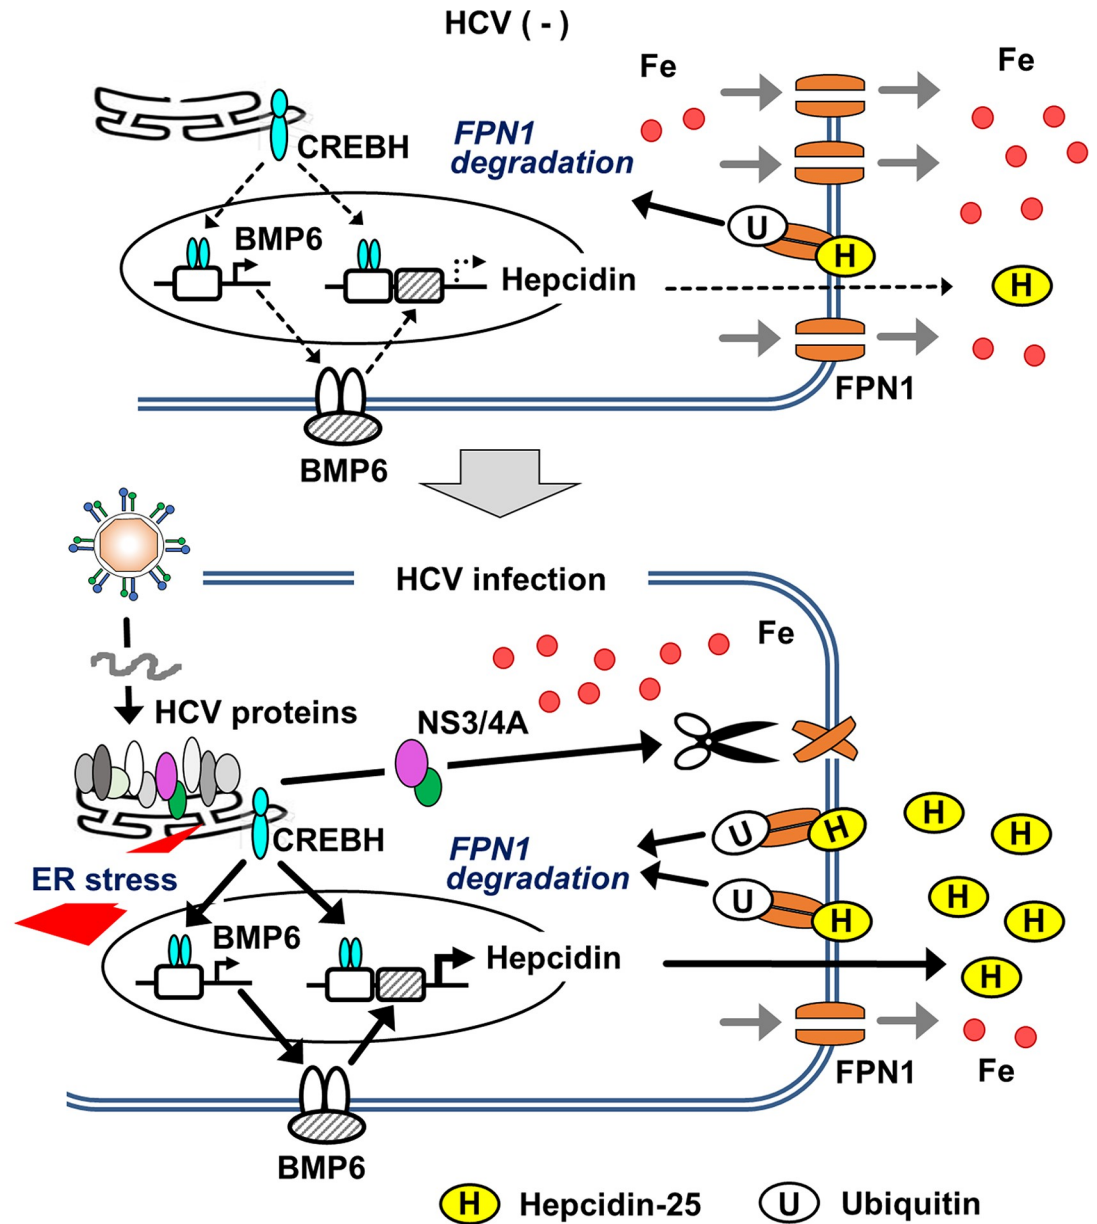 HCV ( - )
Fe
Fe
CREBH
FPN1
degradation
U
BMP6
H
Hepcidin
H
FPN1
BMP6
HCV infection
Fe
HCV proteins
NS3/4A
CREBH
FPN1
degradation
U
H
H
H
ER stress
U
H
H
H
BMP6
Hepcidin
H
FPN1
Fe
BMP6
H Hepcidin-25
U Ubiquitin